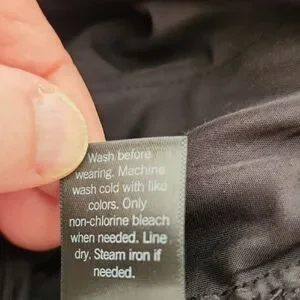 Wash before
wearing. Machine
wash cold with like
colors. Only
non-chlorine bleach
when needed. Line
dry. Steam iron if
needed.